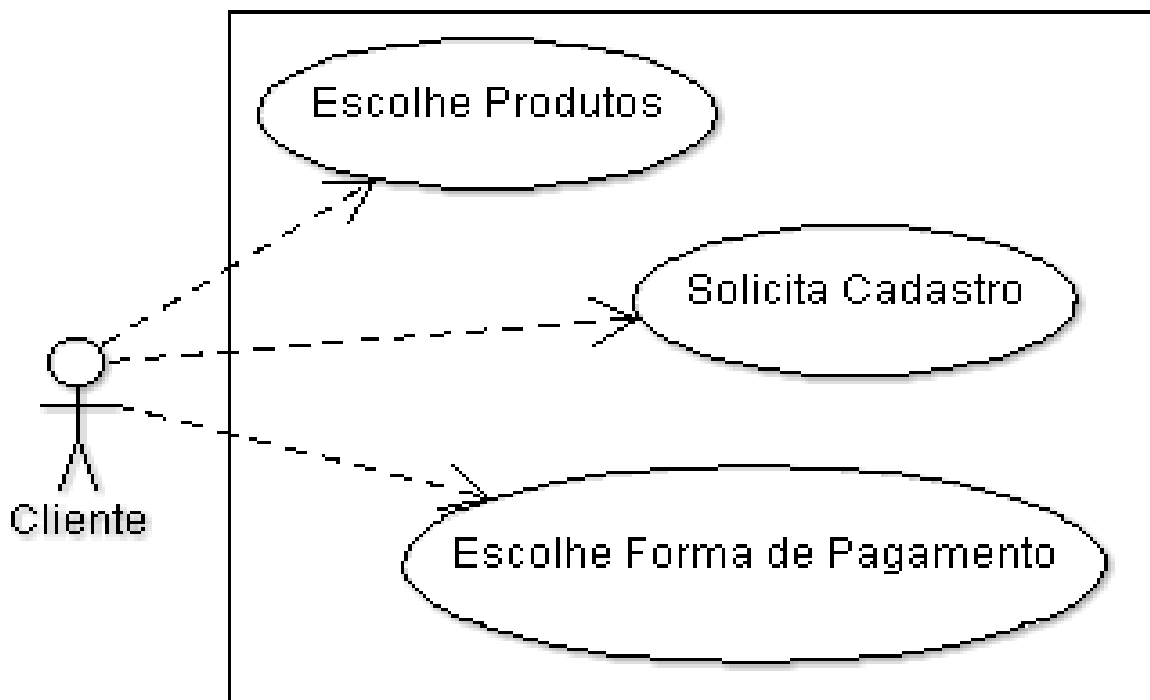 Escolhe Produtos
Solicita Cadastro
Cliente
Escolhe Forma de Pagamento